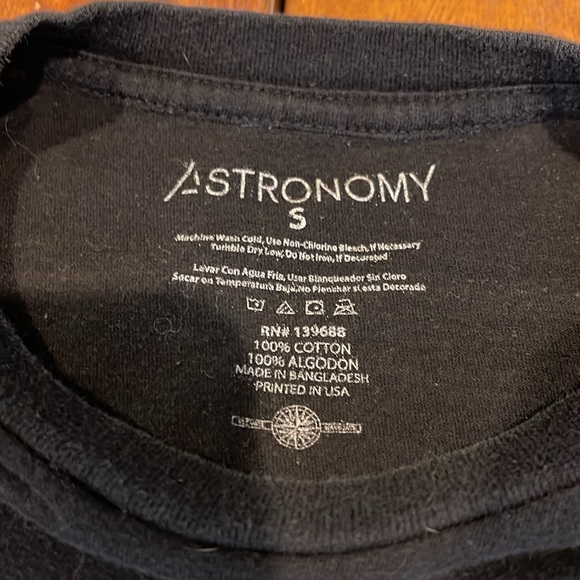 ASTRONOMY
S
Machine Wash Cold, Use Non-Chlorine Bleach, If Necessary
Tumble Dry Low, Do Not Iron, If Decorated
Lavar Con Agua Fria, Usar Blanqueador Sin Cloro
Secar on Temperatura Baja, No Planchar si esta Decorada
RN# 139688
100% COTTON
100% ALGODON
MADE IN BANGLADESH
PRINTED IN USA